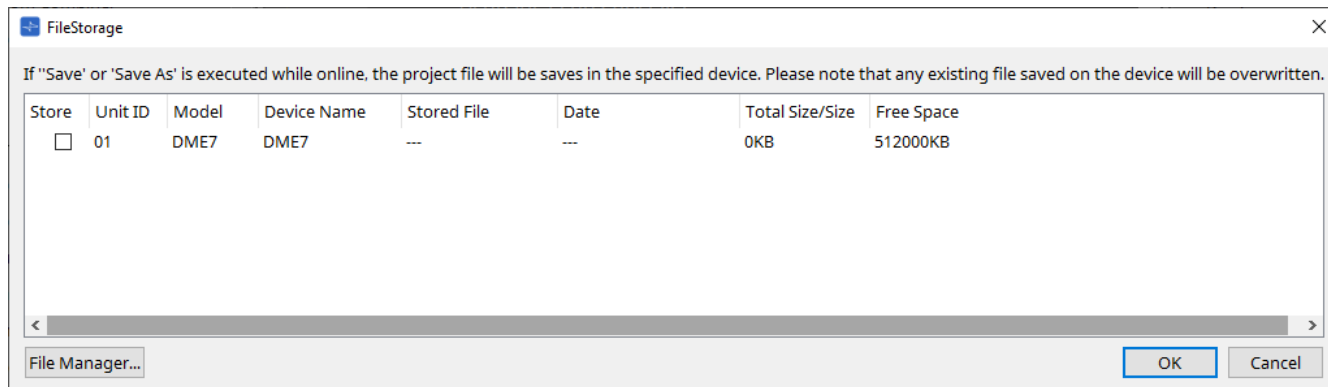 FileStorage
If "Save' or 'Save As' is executed while online, the project file will be saves in the specified device. Please note that any existing file saved on the device will be overwritten.
Store Unit ID Model Device Name Stored File Date Total Size/Size Free Space
01 DME7 DME7 --- --- 0KB 512000KB
File Manager... OK Cancel